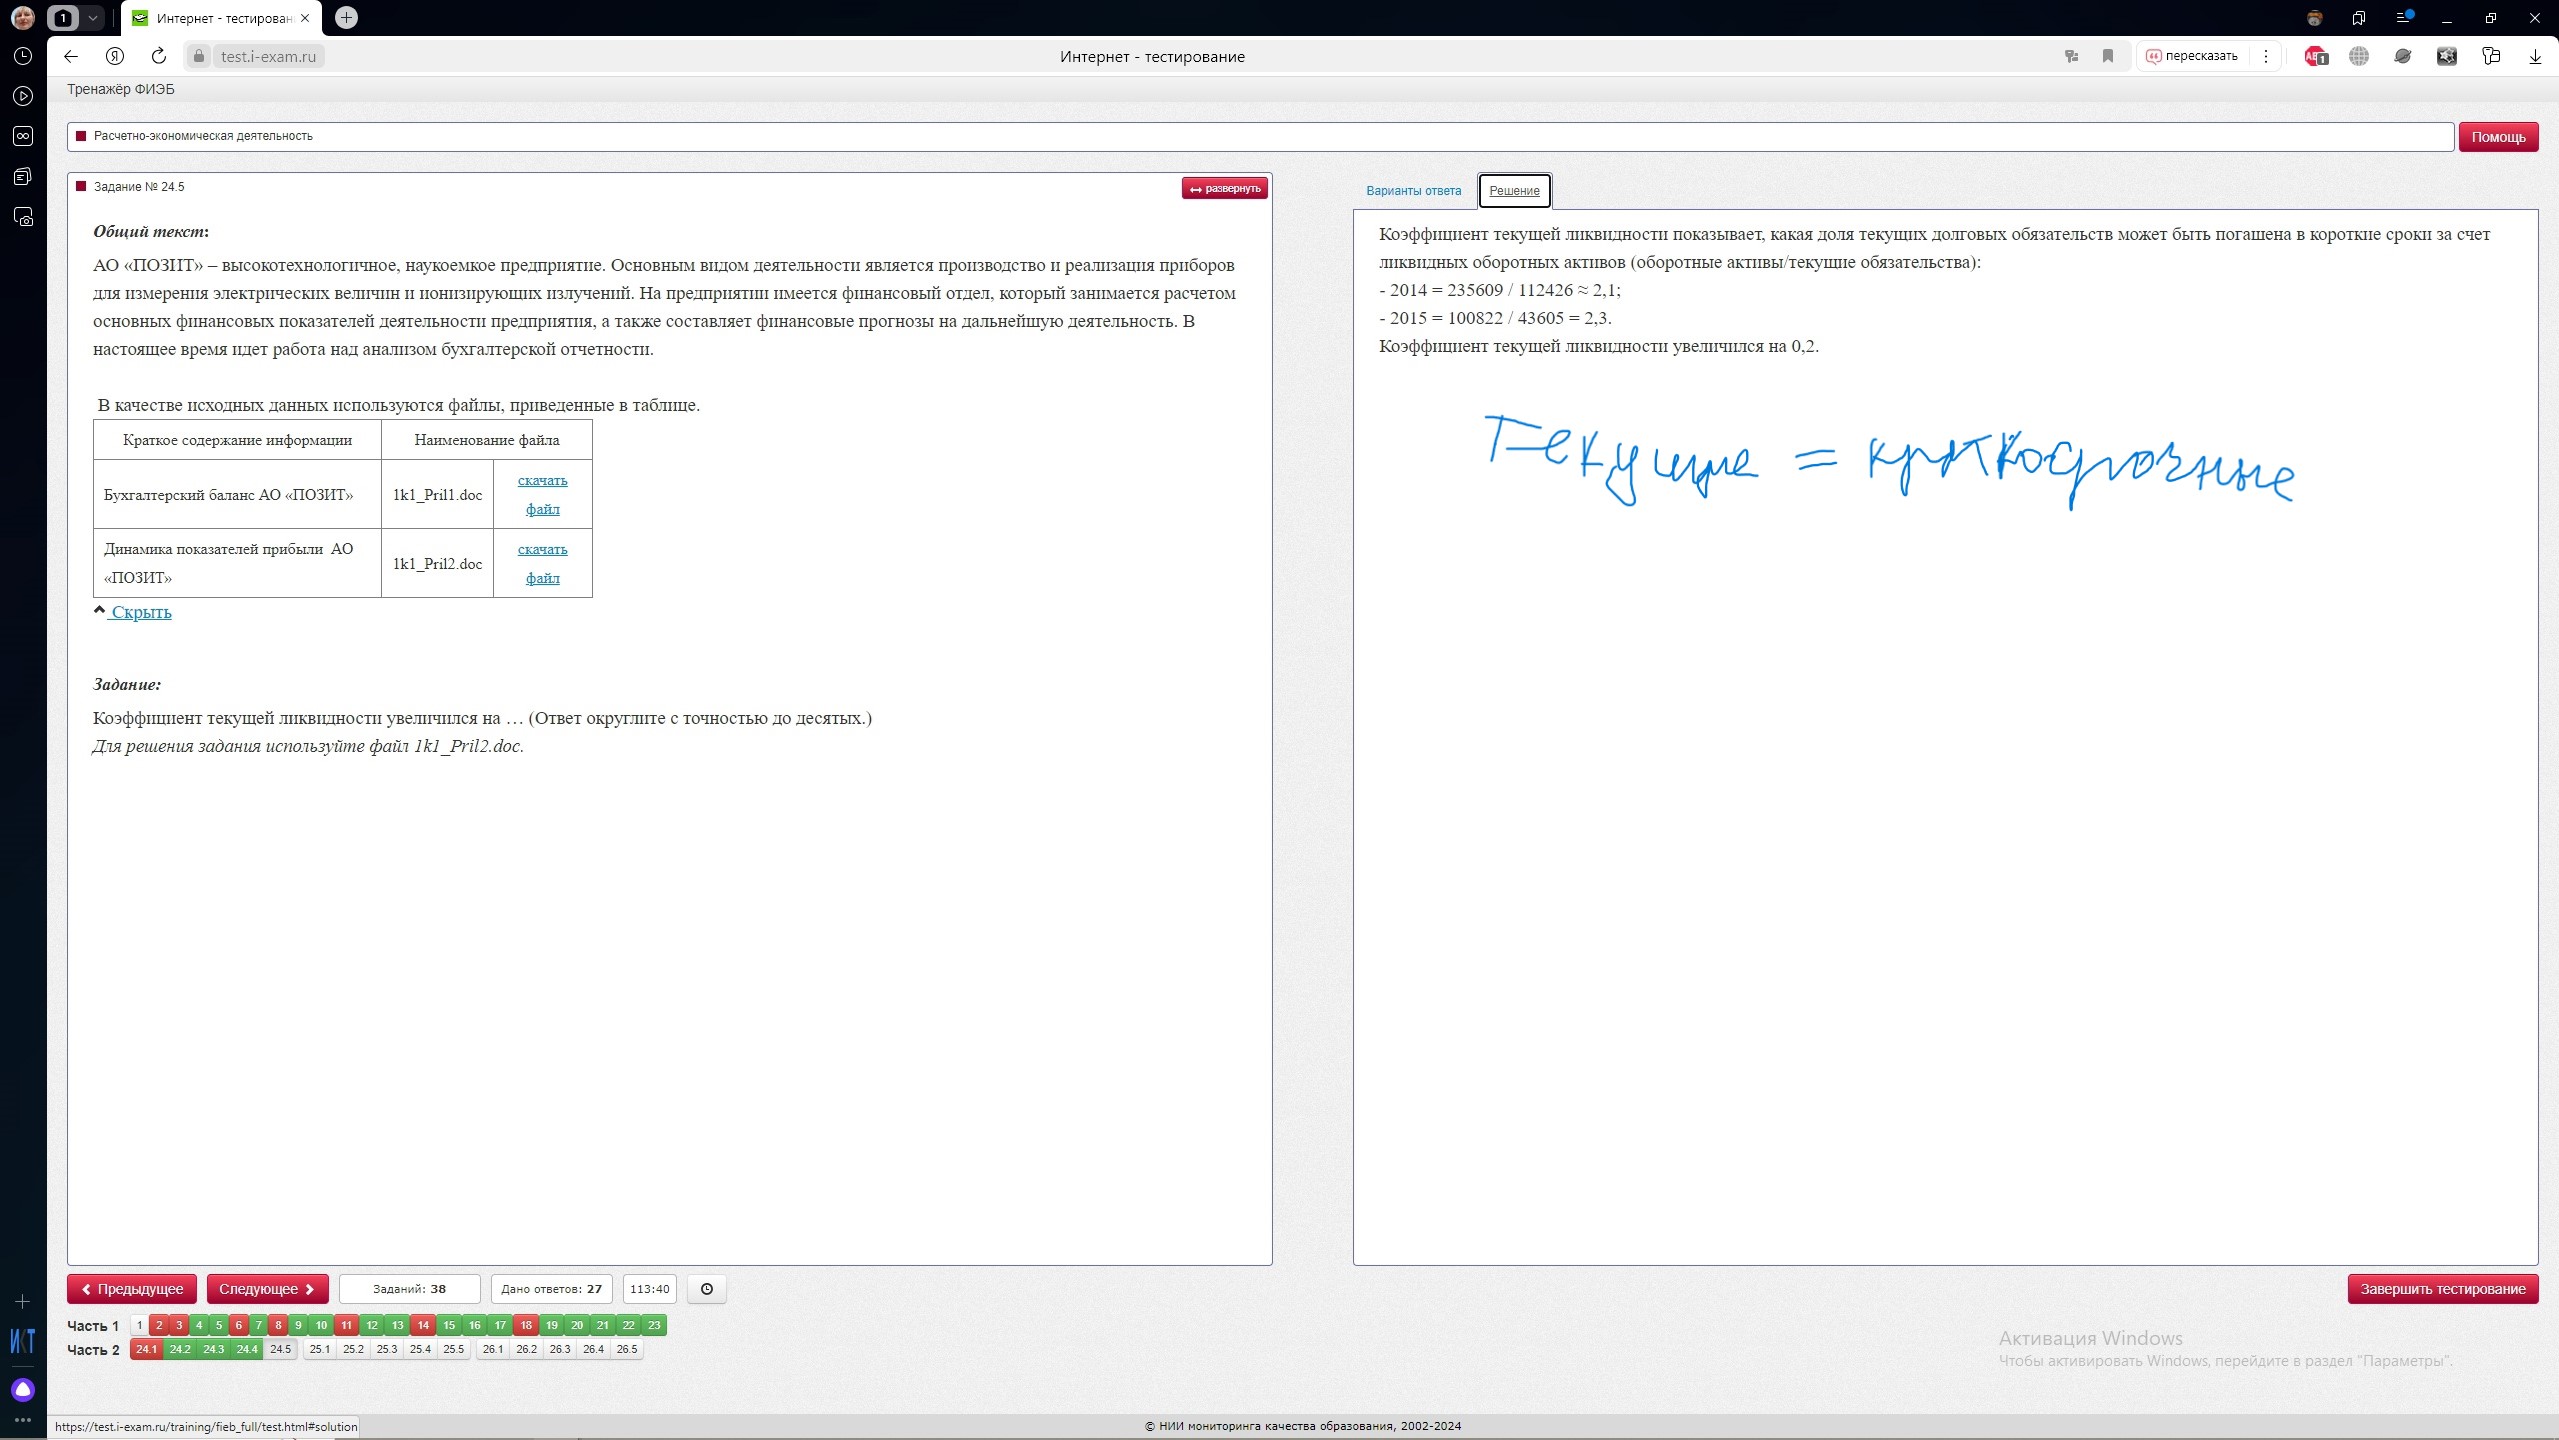 1
Интернет - тестирован
test.i-exam.ru
Интернет - тестирование
пересказать
Тренажёр ФИЭБ
Расчетно-экономическая деятельность
Помощь
Задание № 24.5
развернуть
Общий текст:
АО «ПОЗИТ» – высокотехнологичное, наукоемкое предприятие. Основным видом деятельности является производство и реализация приборов
для измерения электрических величин и ионизирующих излучений. На предприятии имеется финансовый отдел, который занимается расчетом
основных финансовых показателей деятельности предприятия, а также составляет финансовые прогнозы на дальнейшую деятельность. В
настоящее время идет работа над анализом бухгалтерской отчетности.
В качестве исходных данных используются файлы, приведенные в таблице.
Краткое содержание информации Наименование файла
Бухгалтерский баланс АО «ПОЗИТ» 1k1_Pril1.doc скачать файл
Динамика показателей прибыли АО «ПОЗИТ» 1k1_Pril2.doc скачать файл
Скрыть
Задание:
Коэффициент текущей ликвидности увеличился на … (Ответ округлите с точностью до десятых.)
Для решения задания используйте файл 1k1_Pril2.doc.
Варианты ответа Решение
Коэффициент текущей ликвидности показывает, какая доля текущих долговых обязательств может быть погашена в короткие сроки за счет
ликвидных оборотных активов (оборотные активы/текущие обязательства):
- 2014 = 235609 / 112426 ≈ 2,1;
- 2015 = 100822 / 43605 = 2,3.
Коэффициент текущей ликвидности увеличился на 0,2.
Текущие = краткосрочные
Предыдущее Следующее Заданий: 38 Дано ответов: 27 113:40 Завершить тестирование
Часть 1 1 2 3 4 5 6 7 8 9 10 11 12 13 14 15 16 17 18 19 20 21 22 23
Часть 2 24.1 24.2 24.3 24.4 24.5 25.1 25.2 25.3 25.4 25.5 26.1 26.2 26.3 26.4 26.5
Активация Windows
Чтобы активировать Windows, перейдите в раздел "Параметры".
https://test.i-exam.ru/training/fieb_full/test.html#solution
© НИИ мониторинга качества образования, 2002-2024